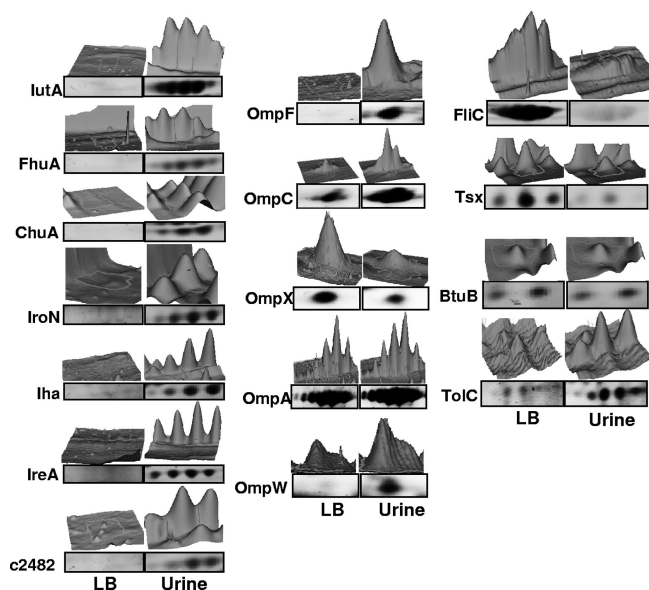 IutA
FhuA
ChuA
IroN
Iha
IreA
c2482
LB Urine
OmpF
OmpC
OmpX
OmpA
OmpW
LB Urine
FliC
Tsx
BtuB
TolC
LB Urine